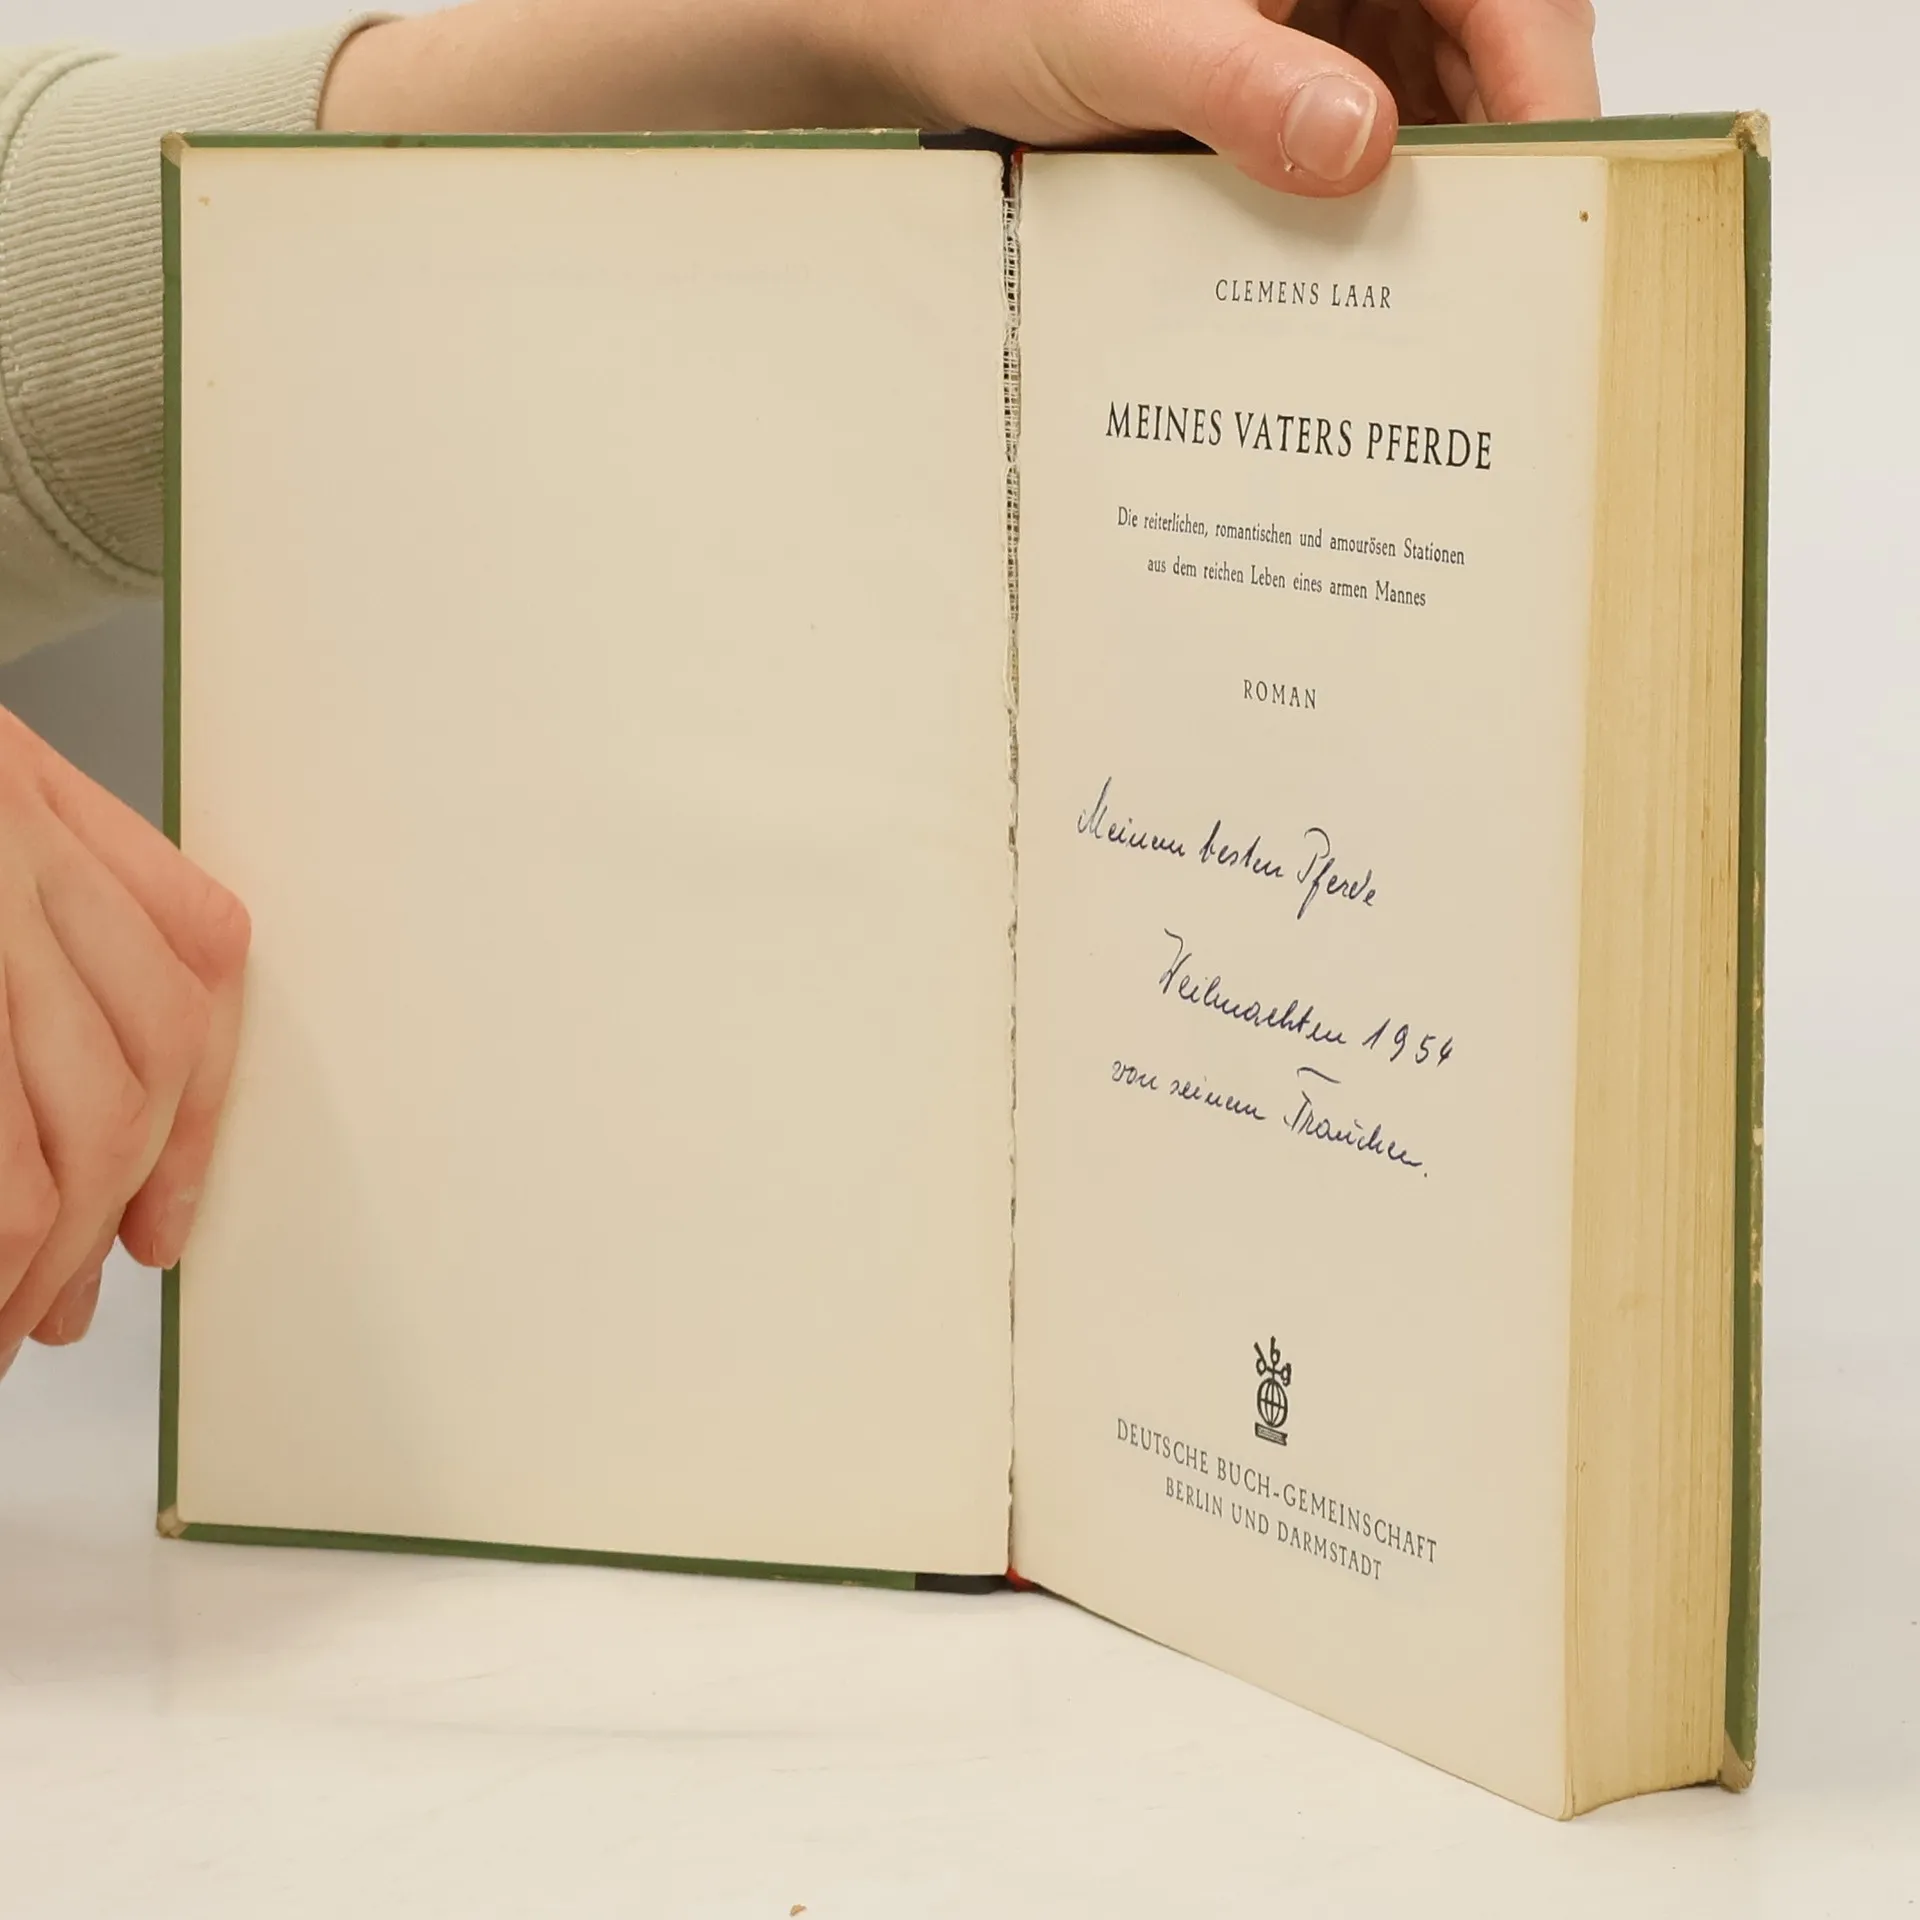 CLEMENS LAAR
MEINES VATERS PFERDE
Die reiterlichen, romantischen und amourösen Stationen
aus dem reichen Leben eines armen Mannes
ROMAN
Meinem besten Pferde
Weihnachten 1954
von seinem Frauchen.
DEUTSCHE BUCH-GEMEINSCHAFT
BERLIN UND DARMSTADT